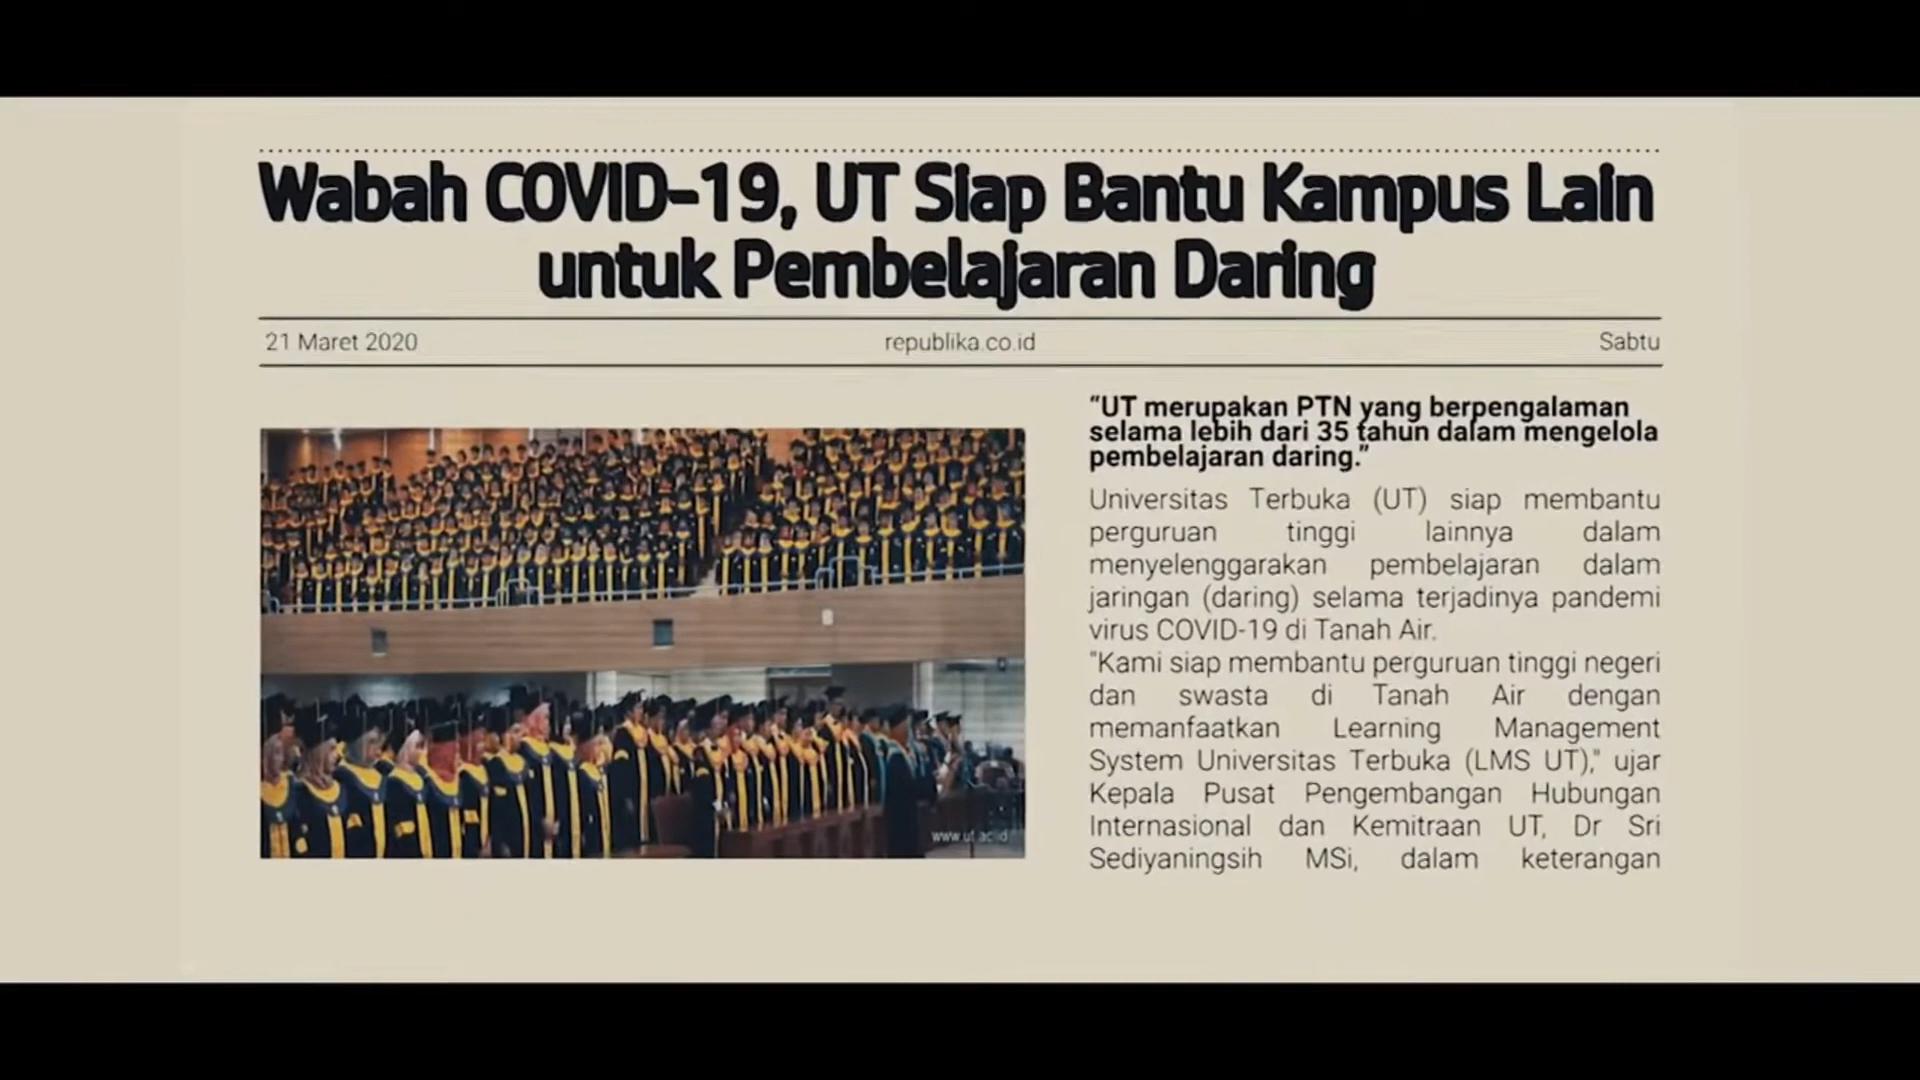 Wabah COVID-19, UT Siap Bantu Kampus Lain
untuk Pembelajaran Daring
21 Maret 2020
republika.co.id
Sabtu
"UT merupakan PTN yang berpengalaman
selama lebih dari 35 tahun dalam mengelola
pembelajaran daring."
Universitas Terbuka (UT) siap membantu
perguruan tinggi lainnya dalam
menyelenggarakan pembelajaran dalam
jaringan (daring) selama terjadinya pandemi
virus COVID-19 di Tanah Air.
"Kami siap membantu perguruan tinggi negeri
dan swasta di Tanah Air dengan
memanfaatkan Learning Management
System Universitas Terbuka (LMS UT)," ujar
Kepala Pusat Pengembangan Hubungan
Internasional dan Kemitraan UT, Dr Sri
Sediyaningsih MSi, dalam keterangan
www.ut.ac.id